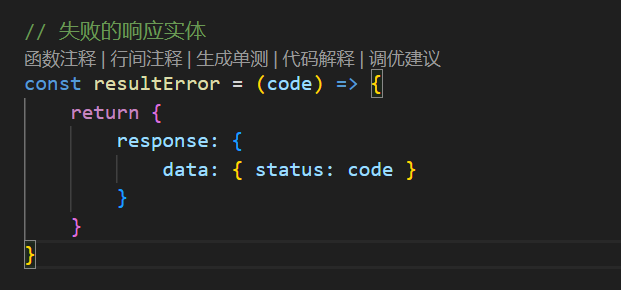 // 失败的响应实体
函数注释 | 行间注释 | 生成单测 | 代码解释 | 调优建议
const resultError = (code) => {
    return {
        response: {
            data: { status: code }
        }
    }
}